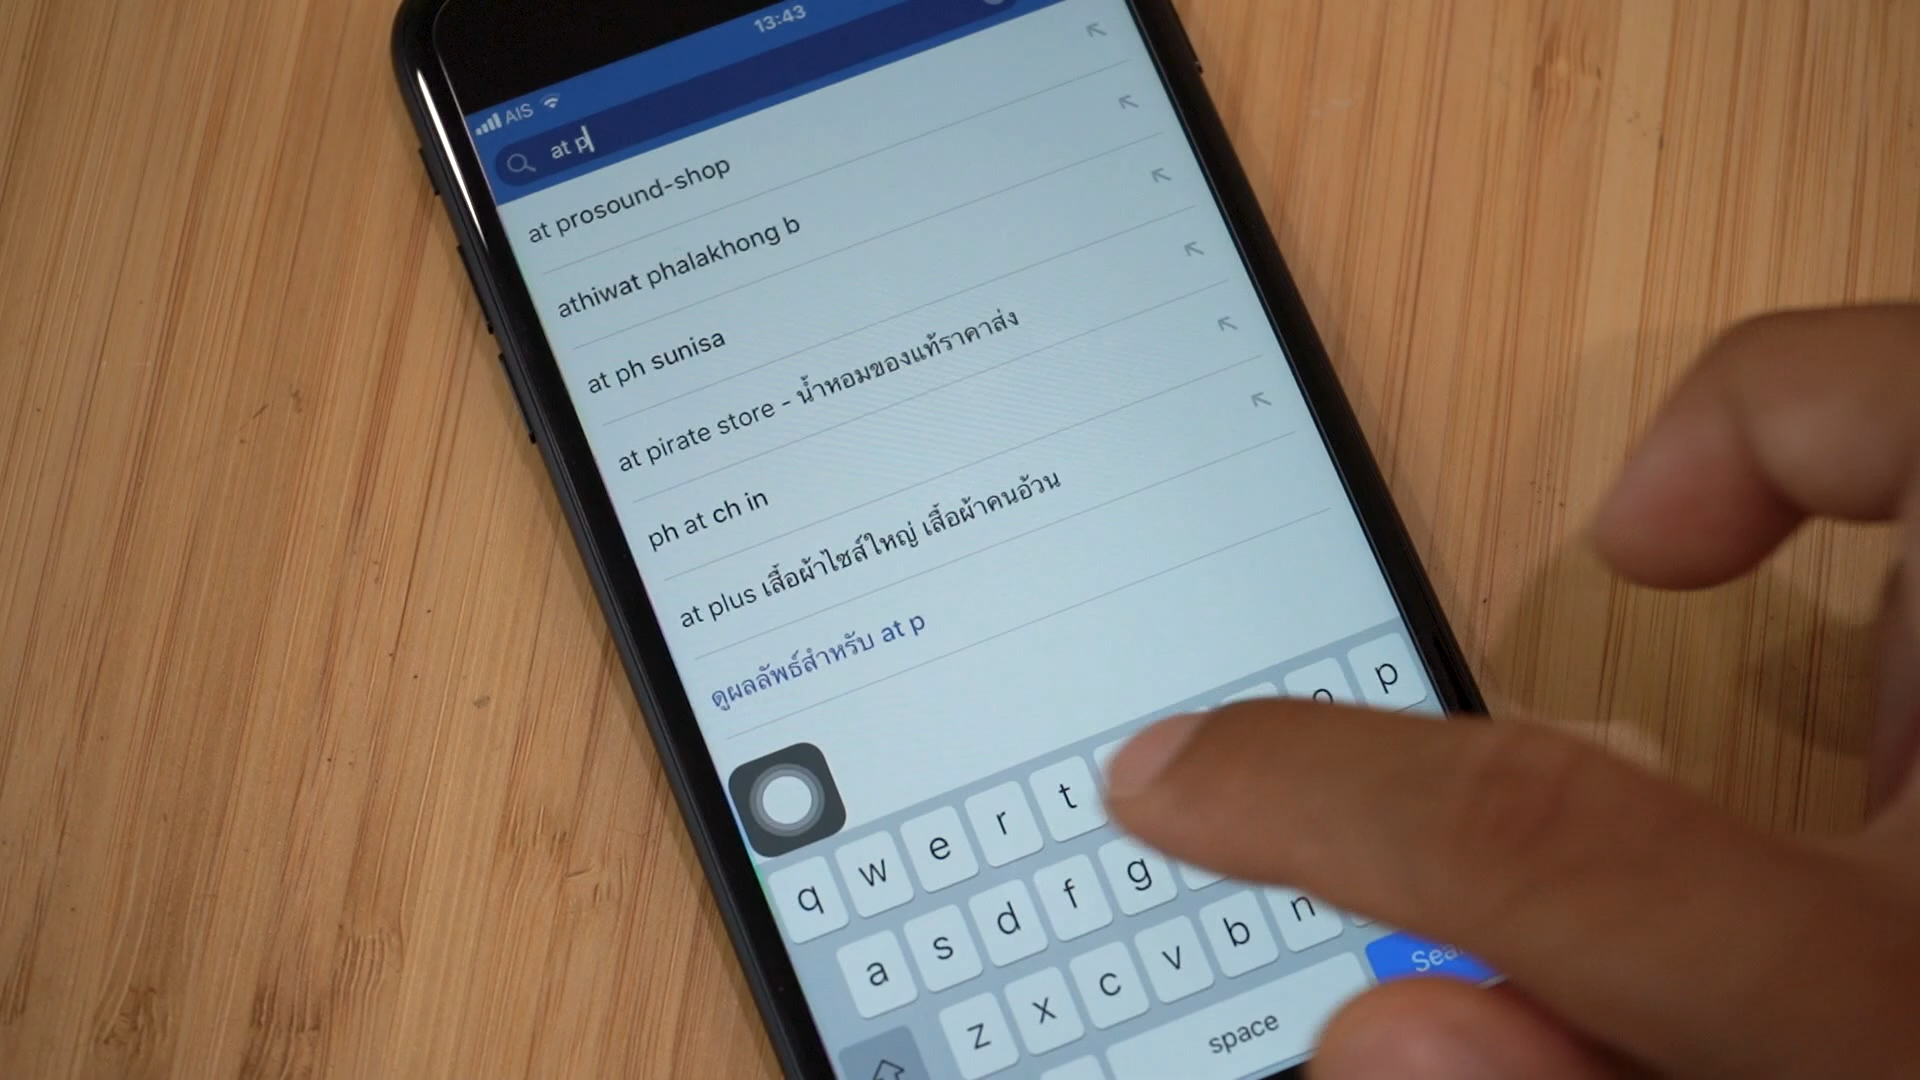 13:43
AIS
at p
at prosound-shop
athiwat phalakhong b
at ph sunisa
at pirate store - น้ำหอมของแท้ราคาส่ง
ph at ch in
at plus เสื้อผ้าไซส์ใหญ่ เสื้อผ้าคนอ้วน
ดูผลลัพธ์สำหรับ at p
q w e r t o p
a s d f g
z x c v b n
space Sea